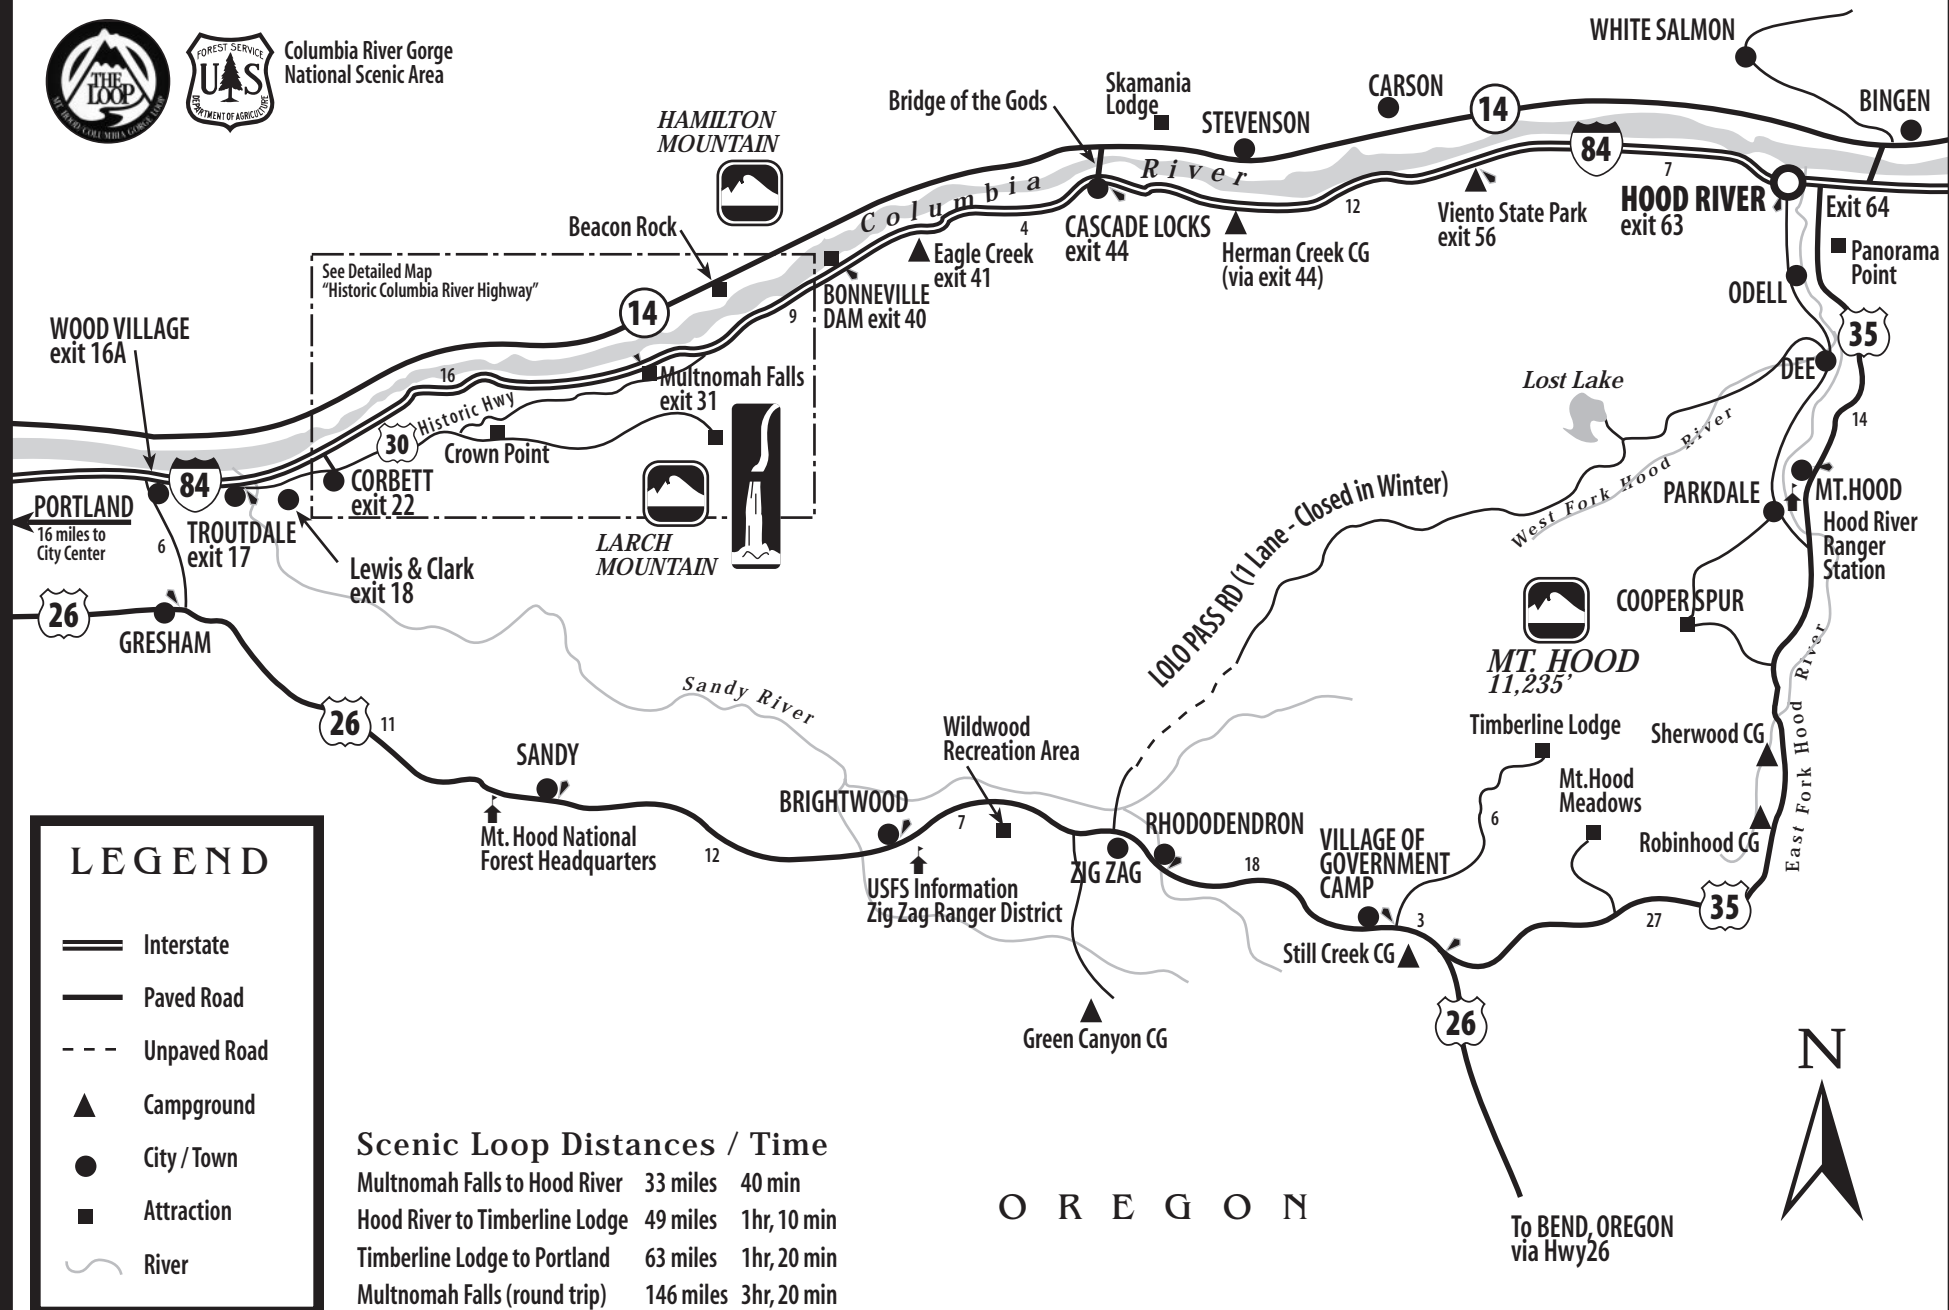 THE
LOOP
MT. HOOD COLUMBIA GORGE LOOP
FOREST SERVICE
U S
DEPARTMENT OF AGRICULTURE
Columbia River Gorge
National Scenic Area
HAMILTON
MOUNTAIN
Beacon Rock
Bridge of the Gods
Skamania
Lodge
STEVENSON
CARSON
14
WHITE SALMON
BINGEN
84
7
HOOD RIVER
exit 63
Exit 64
Panorama
Point
Columbia River
4
CASCADE LOCKS
exit 44
Herman Creek CG
(via exit 44)
12
Viento State Park
exit 56
Eagle Creek
exit 41
BONNEVILLE
DAM exit 40
9
See Detailed Map
"Historic Columbia River Highway"
14
WOOD VILLAGE
exit 16A
16
Multnomah Falls
exit 31
Historic Hwy
30
Crown Point
CORBETT
exit 22
84
PORTLAND
16 miles to
City Center
6
TROUTDALE
exit 17
Lewis & Clark
exit 18
LARCH
MOUNTAIN
26
GRESHAM
ODELL
35
DEE
14
Lost Lake
West Fork Hood River
PARKDALE
MT.HOOD
Hood River
Ranger
Station
LOLO PASS RD (1 Lane - Closed in Winter)
COOPER SPUR
MT. HOOD
11,235'
East Fork Hood River
Sandy River
26
11
SANDY
Mt. Hood National
Forest Headquarters
12
BRIGHTWOOD
USFS Information
Zig Zag Ranger District
Wildwood
Recreation Area
7
ZIG ZAG
RHODODENDRON
18
VILLAGE OF
GOVERNMENT
CAMP
Still Creek CG
3
Timberline Lodge
6
Mt.Hood
Meadows
Sherwood CG
Robinhood CG
27
35
Green Canyon CG
26
To BEND, OREGON
via Hwy26
N
OREGON
LEGEND
Interstate
Paved Road
Unpaved Road
Campground
City / Town
Attraction
River
Scenic Loop Distances / Time
Multnomah Falls to Hood River 33 miles 40 min
Hood River to Timberline Lodge 49 miles 1hr, 10 min
Timberline Lodge to Portland 63 miles 1hr, 20 min
Multnomah Falls (round trip) 146 miles 3hr, 20 min